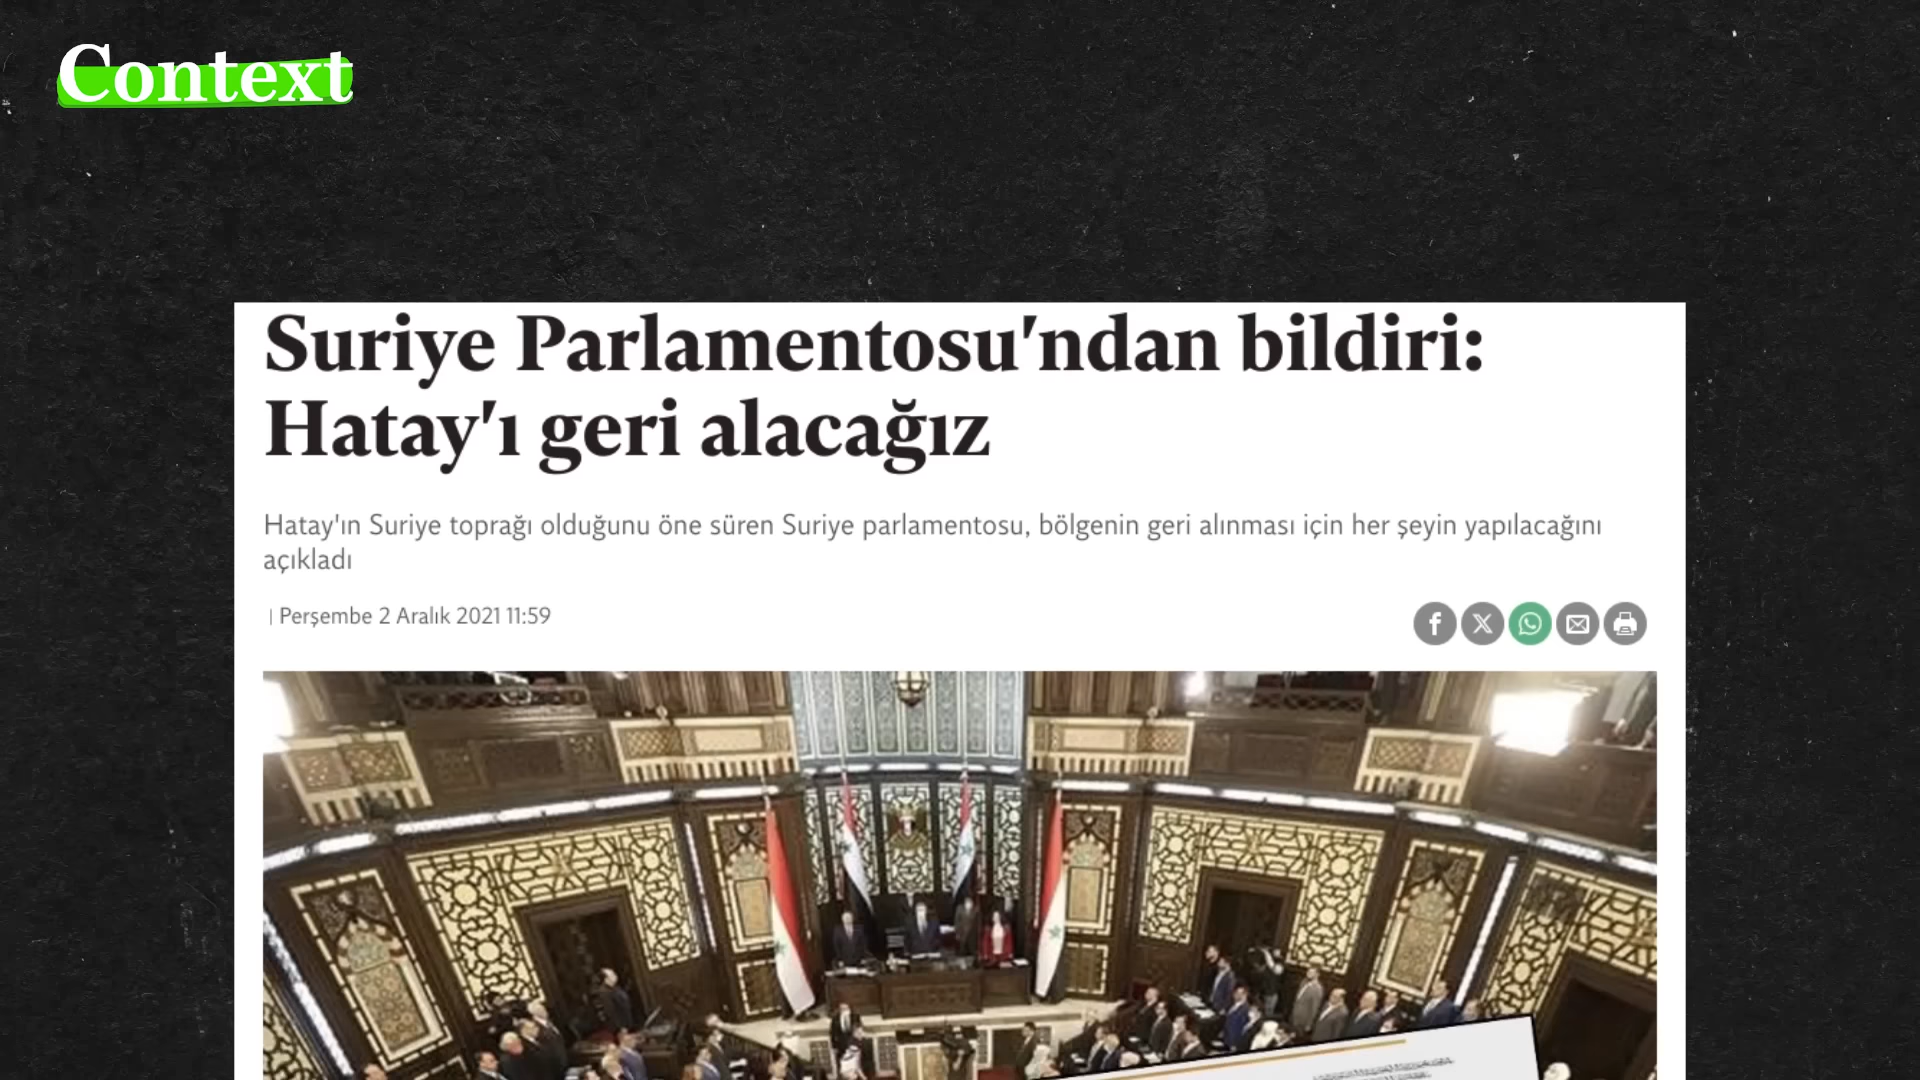 Context
Suriye Parlamentosu'ndan bildiri:
Hatay'ı geri alacağız
Hatay'ın Suriye toprağı olduğunu öne süren Suriye parlamentosu, bölgenin geri alınması için her şeyin yapılacağını
açıkladı
| Perşembe 2 Aralık 2021 11:59